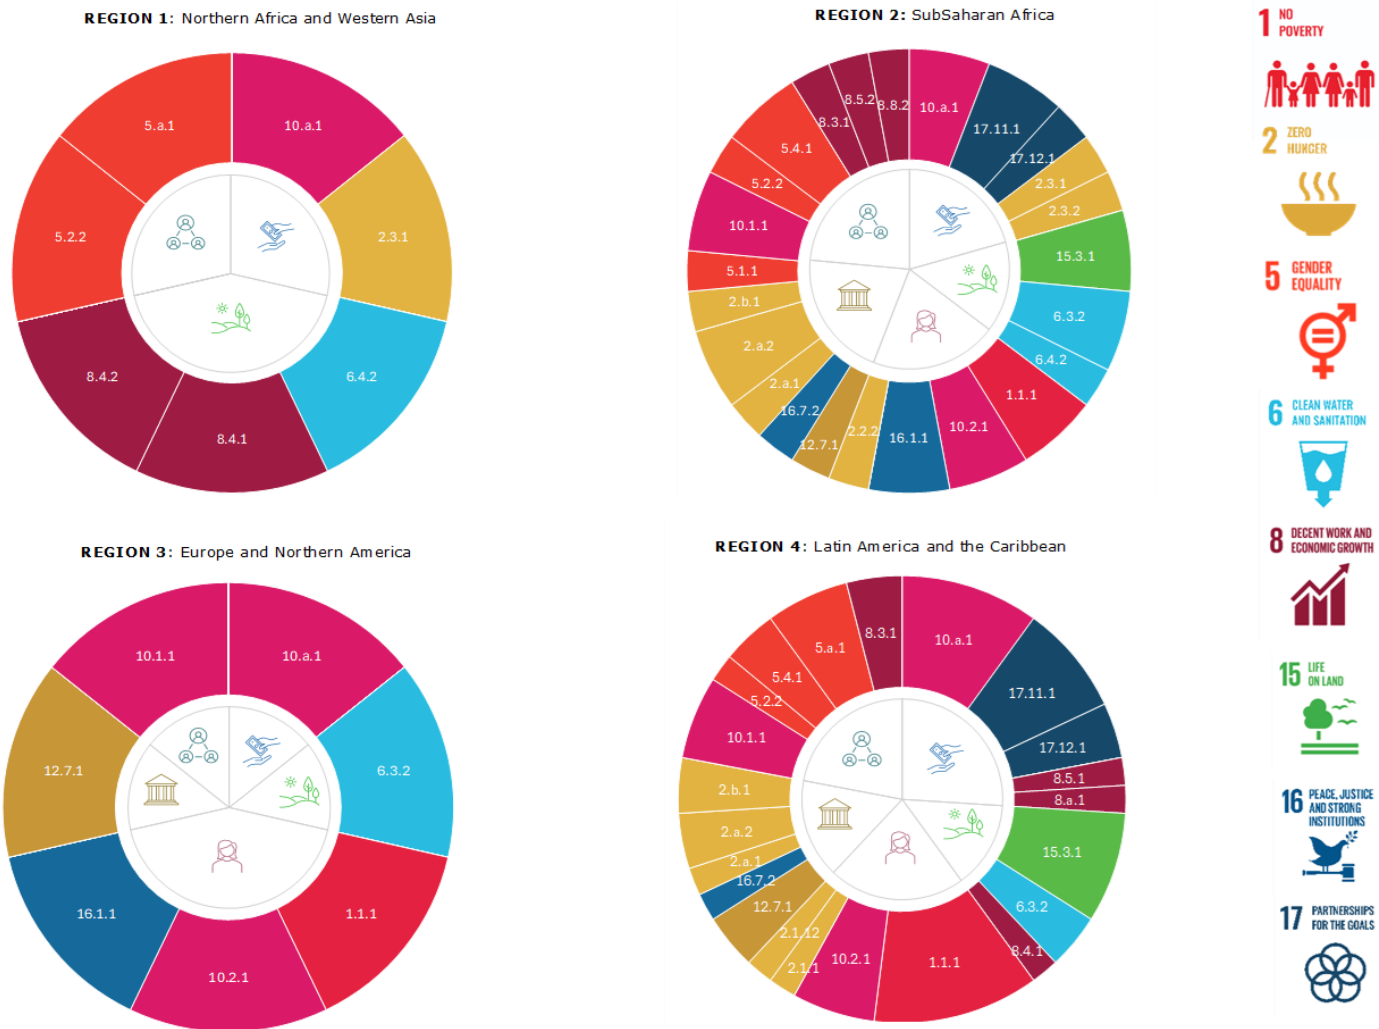 REGION 1: Northern Africa and Western Asia
10.a.1
2.3.1
6.4.2
8.4.1
8.4.2
5.2.2
5.a.1
REGION 2: SubSaharan Africa
10.a.1
17.11.1
17.12.1
2.3.1
2.3.2
15.3.1
6.3.2
6.4.2
1.1.1
10.2.1
16.1.1
2.2.2
12.7.1
16.7.2
2.a.1
2.a.2
2.b.1
5.1.1
10.1.1
5.2.2
5.4.1
8.3.1
8.5.2
8.8.2
REGION 3: Europe and Northern America
10.a.1
6.3.2
1.1.1
10.2.1
16.1.1
12.7.1
10.1.1
REGION 4: Latin America and the Caribbean
10.a.1
17.11.1
17.12.1
8.5.1
8.a.1
15.3.1
6.3.2
8.4.1
1.1.1
10.2.1
2.1.1
2.1.12
12.7.1
16.7.2
2.a.1
2.a.2
2.b.1
10.1.1
5.2.2
5.4.1
5.a.1
8.3.1
1 NO
POVERTY
2 ZERO
HUNGER
5 GENDER
EQUALITY
6 CLEAN WATER
AND SANITATION
8 DECENT WORK AND
ECONOMIC GROWTH
15 LIFE
ON LAND
16 PEACE, JUSTICE
AND STRONG
INSTITUTIONS
17 PARTNERSHIPS
FOR THE GOALS